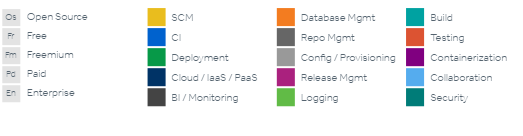 Os Open Source
Fr Free
Fm Freemium
Pd Paid
En Enterprise
SCM
CI
Deployment
Cloud / IaaS / PaaS
BI / Monitoring
Database Mgmt
Repo Mgmt
Config / Provisioning
Release Mgmt
Logging
Build
Testing
Containerization
Collaboration
Security